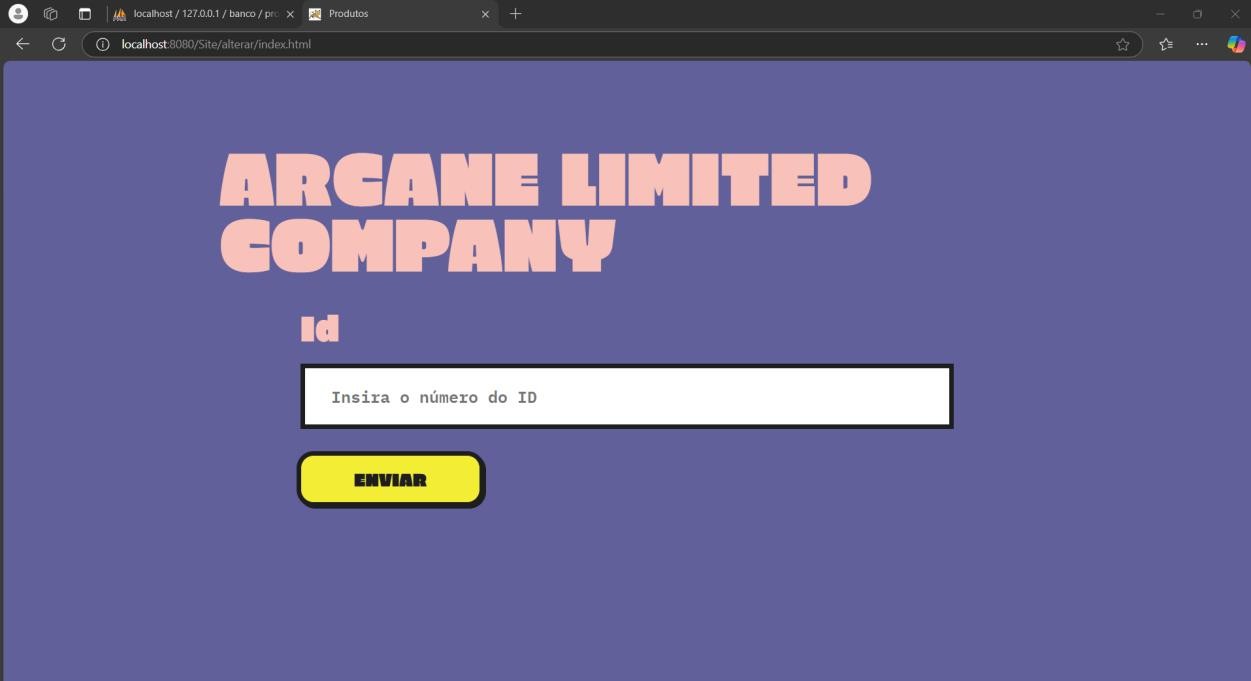 localhost / 127.0.0.1 / banco / pro
Produtos
localhost:8080/Site/alterar/index.html
ARCANE LIMITED
COMPANY
Id
Insira o número do ID
ENVIAR